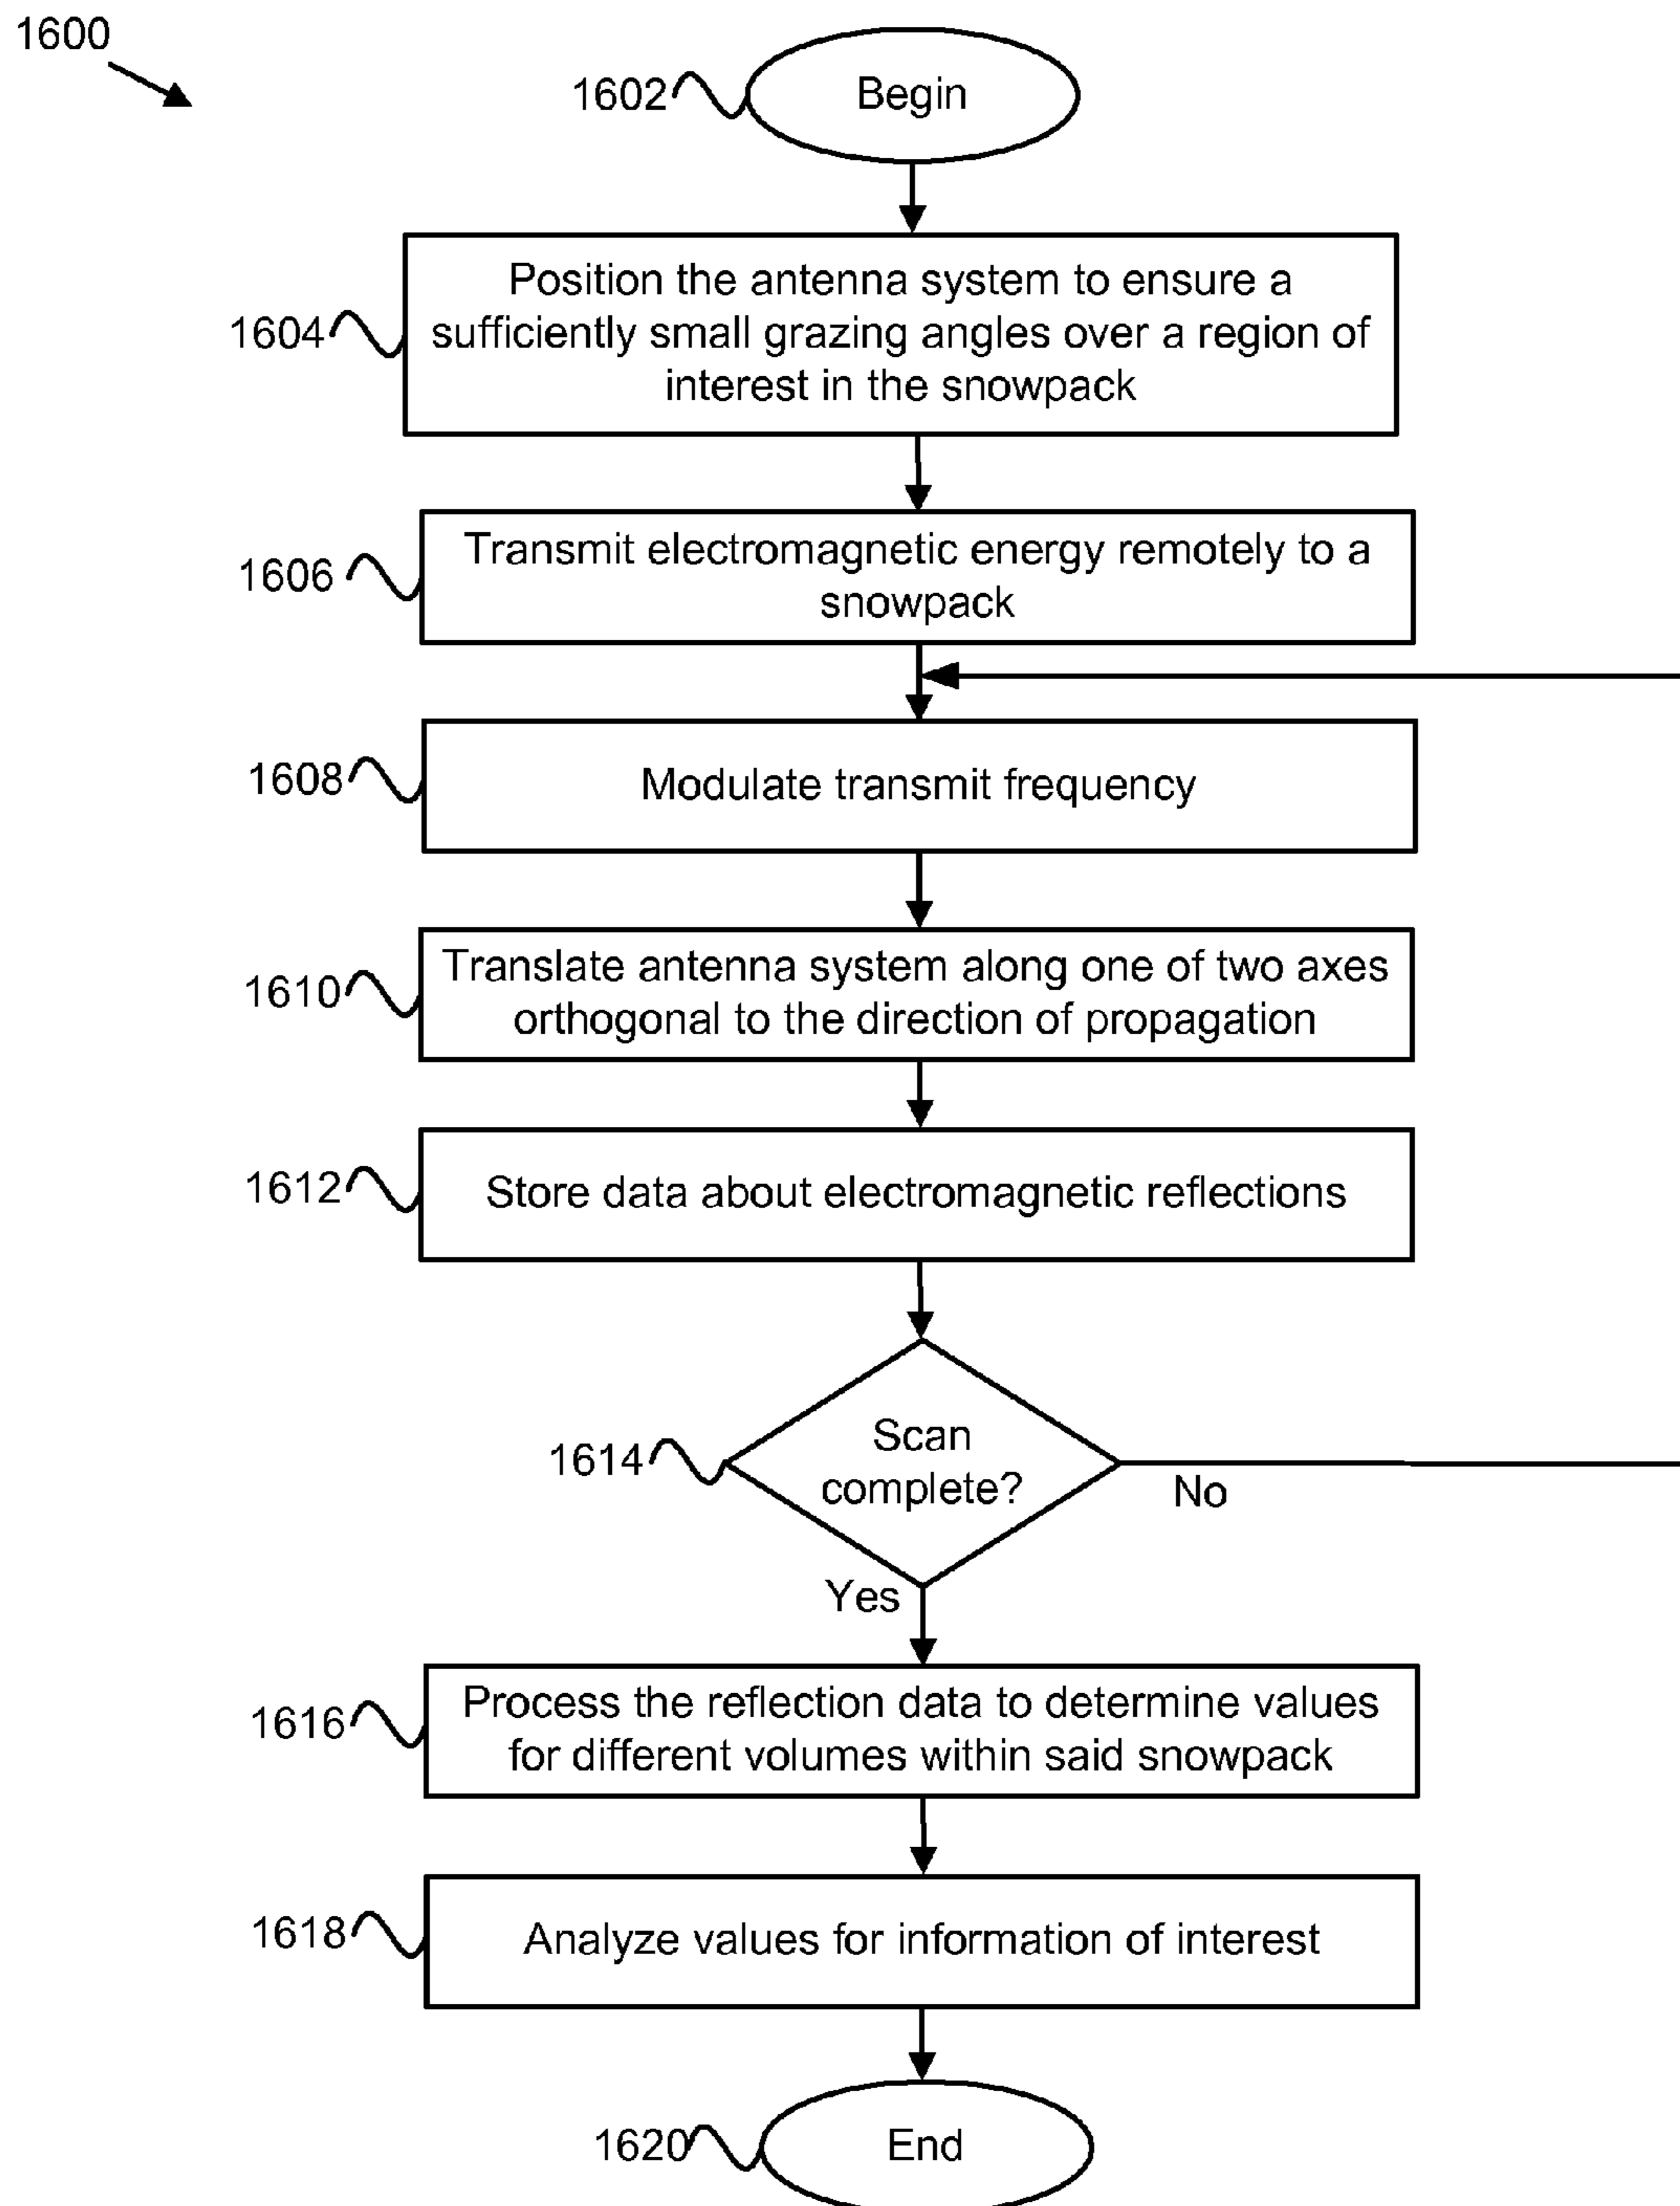 1600
1602
Begin
1604
Position the antenna system to ensure a
sufficiently small grazing angles over a region of
interest in the snowpack
1606
Transmit electromagnetic energy remotely to a
snowpack
1608
Modulate transmit frequency
1610
Translate antenna system along one of two axes
orthogonal to the direction of propagation
1612
Store data about electromagnetic reflections
1614
Scan
complete?
No
Yes
1616
Process the reflection data to determine values
for different volumes within said snowpack
1618
Analyze values for information of interest
1620
End